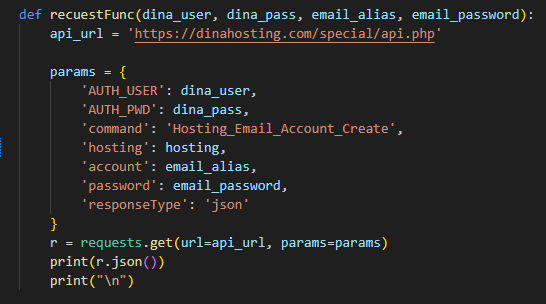 def recuestFunc(dina_user, dina_pass, email_alias, email_password):
    api_url = 'https://dinahosting.com/special/api.php'

    params = {
        'AUTH_USER': dina_user,
        'AUTH_PWD': dina_pass,
        'command': 'Hosting_Email_Account_Create',
        'hosting': hosting,
        'account': email_alias,
        'password': email_password,
        'responseType': 'json'
    }
    r = requests.get(url=api_url, params=params)
    print(r.json())
    print("\n")